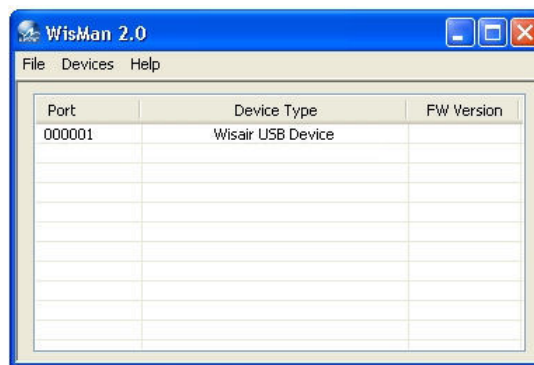 WisMan 2.0
File Devices Help
Port Device Type FW Version
000001 Wisair USB Device